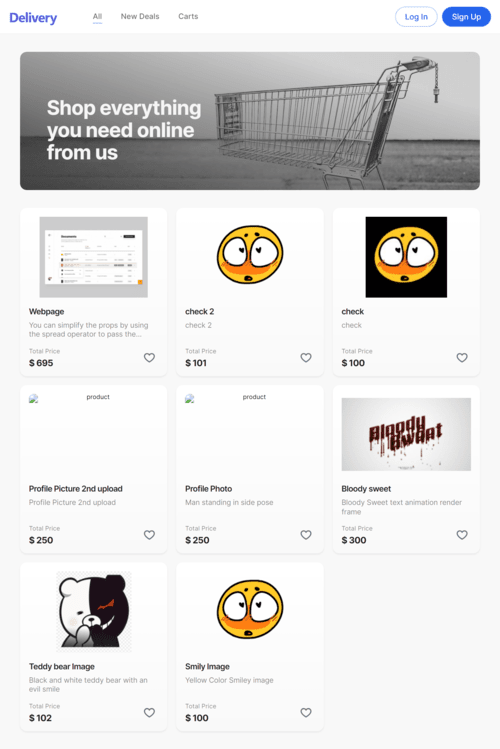 Delivery
All
New Deals
Carts
Log In
Sign Up
Shop everything
you need online
from us
Documents
Webpage
You can simplify the props by using
the spread operator to pass the...
Total Price
$ 695
check 2
check 2
Total Price
$ 101
check
check
Total Price
$ 100
product
Profile Picture 2nd upload
Profile Picture 2nd upload
Total Price
$ 250
product
Profile Photo
Man standing in side pose
Total Price
$ 250
Bloody
Sweet
Bloody sweet
Bloody Sweet text animation render
frame
Total Price
$ 300
Teddy bear Image
Black and white teddy bear with an
evil smile
Total Price
$ 102
Smily Image
Yellow Color Smiley image
Total Price
$ 100